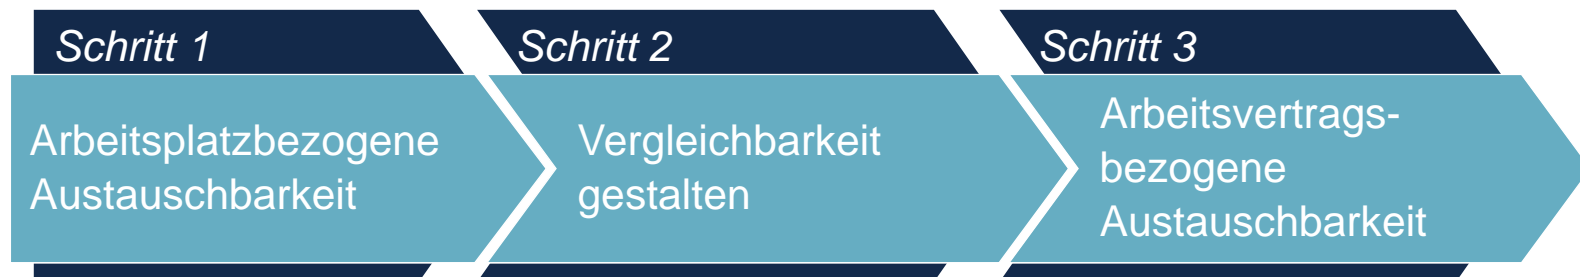 Schritt 1
Arbeitsplatzbezogene
Austauschbarkeit
Schritt 2
Vergleichbarkeit
gestalten
Schritt 3
Arbeitsvertrags-
bezogene
Austauschbarkeit